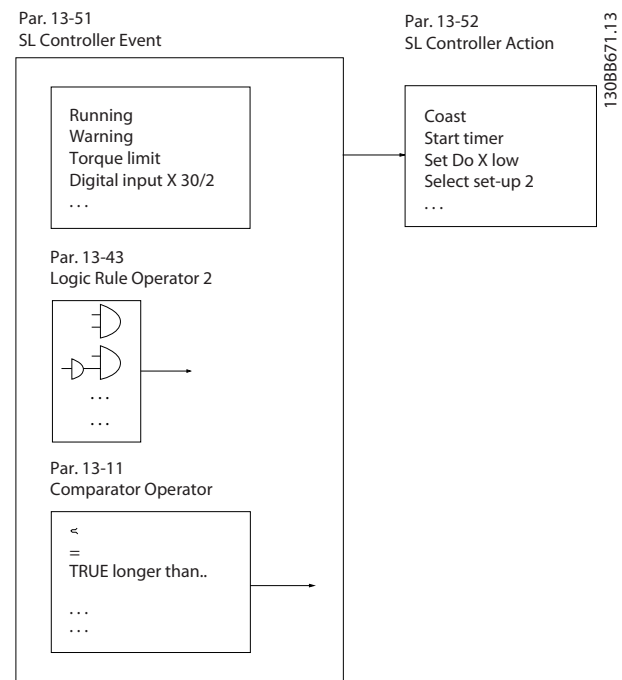 Par. 13-51
SL Controller Event
Par. 13-52
SL Controller Action
130BB671.13
Running
Warning
Torque limit
Digital input X 30/2
. . .
Coast
Start timer
Set Do X low
Select set-up 2
. . .
Par. 13-43
Logic Rule Operator 2
. . .
. . .
Par. 13-11
Comparator Operator
<
=
TRUE longer than..
. . .
. . .